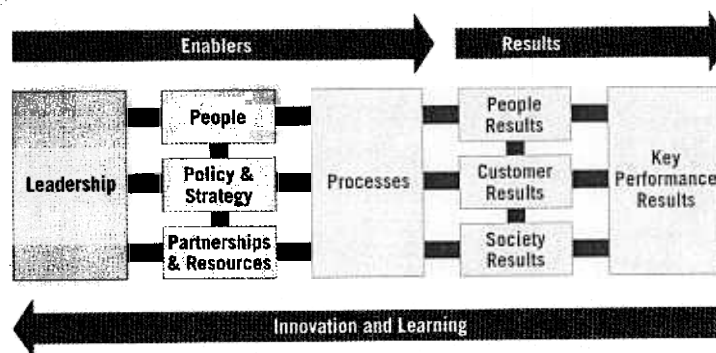 Enablers
Results
Leadership
People
Policy &
Strategy
Partnerships
& Resources
Processes
People
Results
Customer
Results
Society
Results
Key
Performance
Results
Innovation and Learning